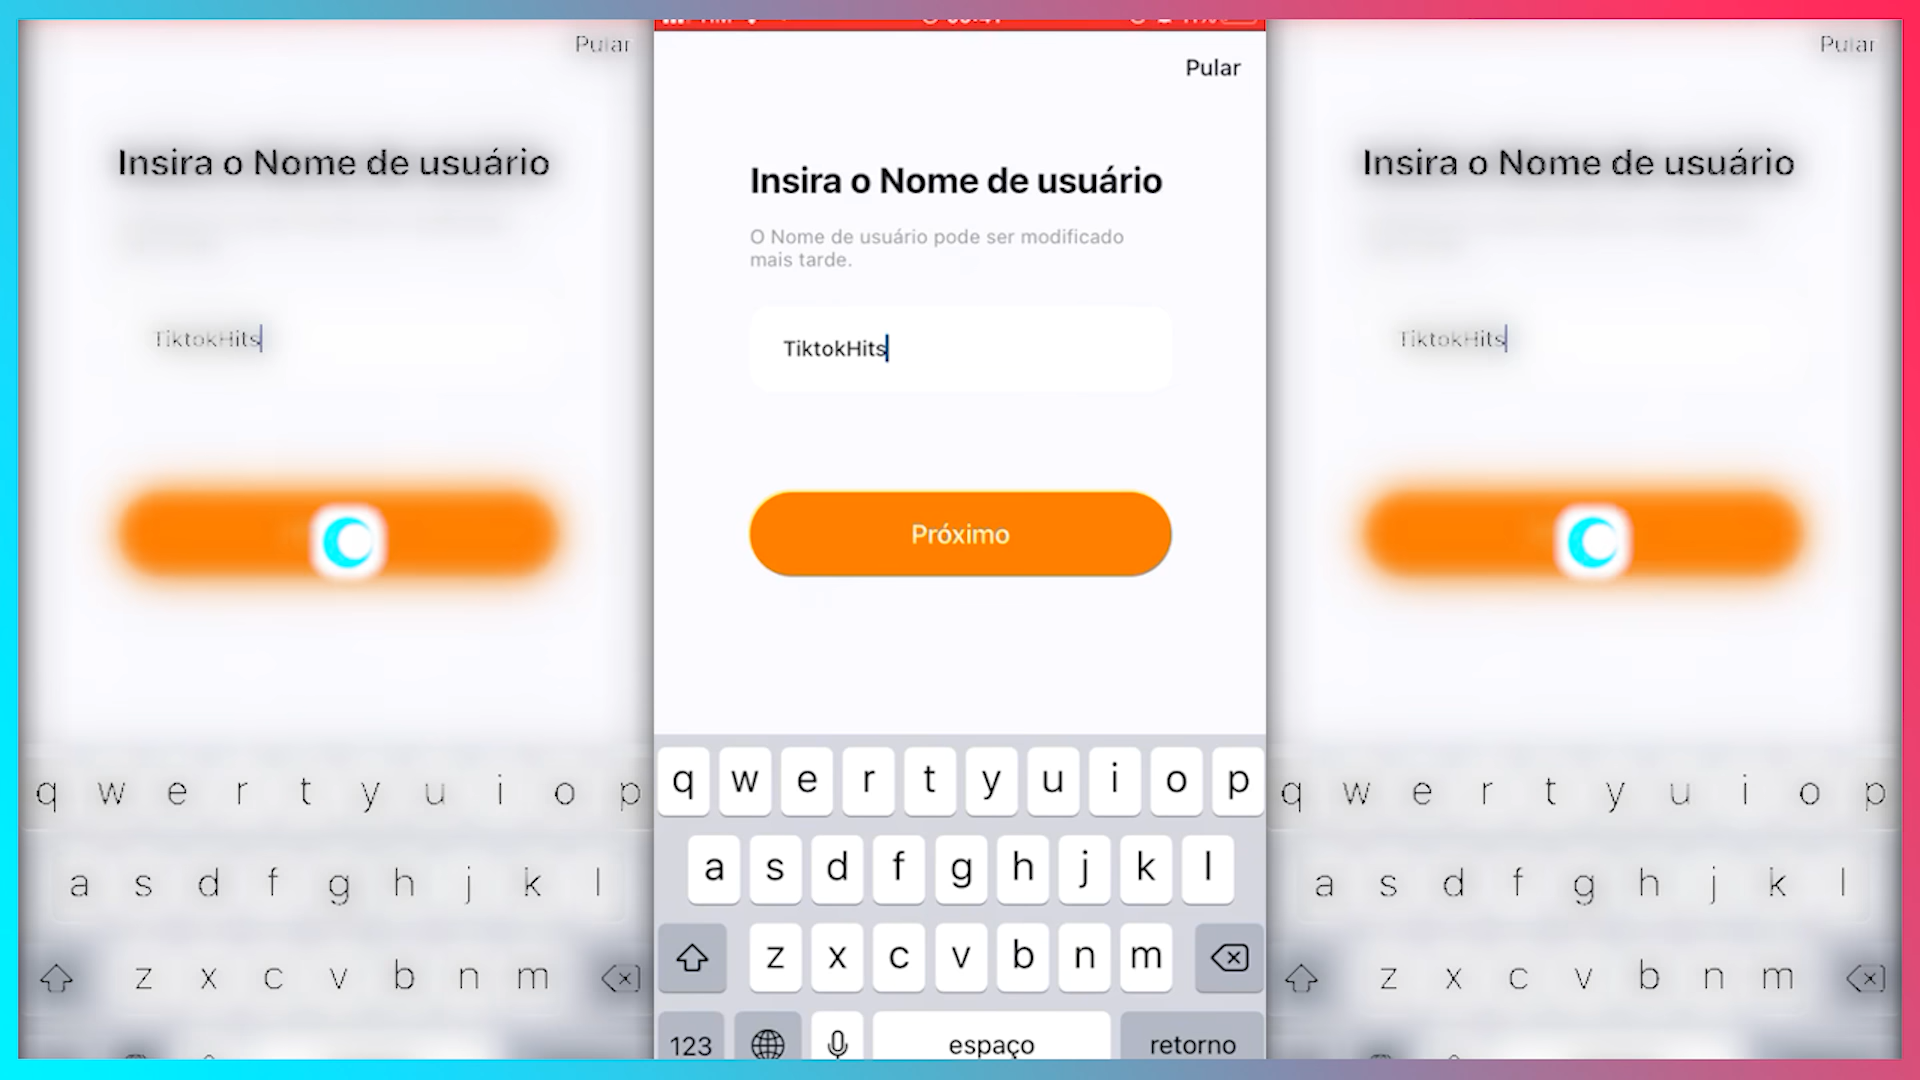 Pular
Insira o Nome de usuário
TiktokHits
q w e r t y u i o p
a s d f g h j k l
z x c v b n m
Pular
Insira o Nome de usuário
O Nome de usuário pode ser modificado
mais tarde.
TiktokHits
Próximo
q w e r t y u i o p
a s d f g h j k l
z x c v b n m
123 espaço retorno
Pular
Insira o Nome de usuário
TiktokHits
q w e r t y u i o p
a s d f g h j k l
z x c v b n m